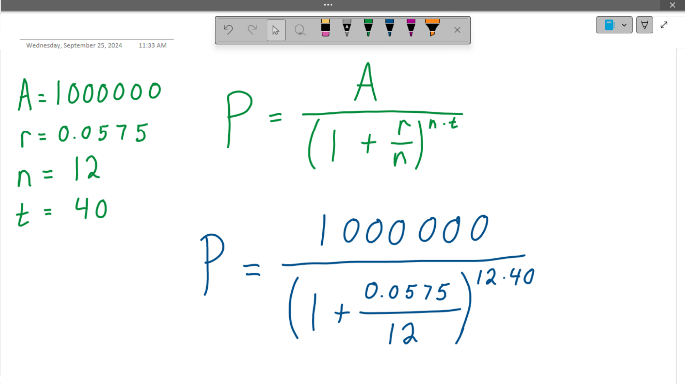 Wednesday, September 25, 2024 11:33 AM
A = 1000000
r = 0.0575
n = 12
t = 40
P = A / (1 + r/n)^(n·t)
P = 1000000 / (1 + 0.0575/12)^(12·40)